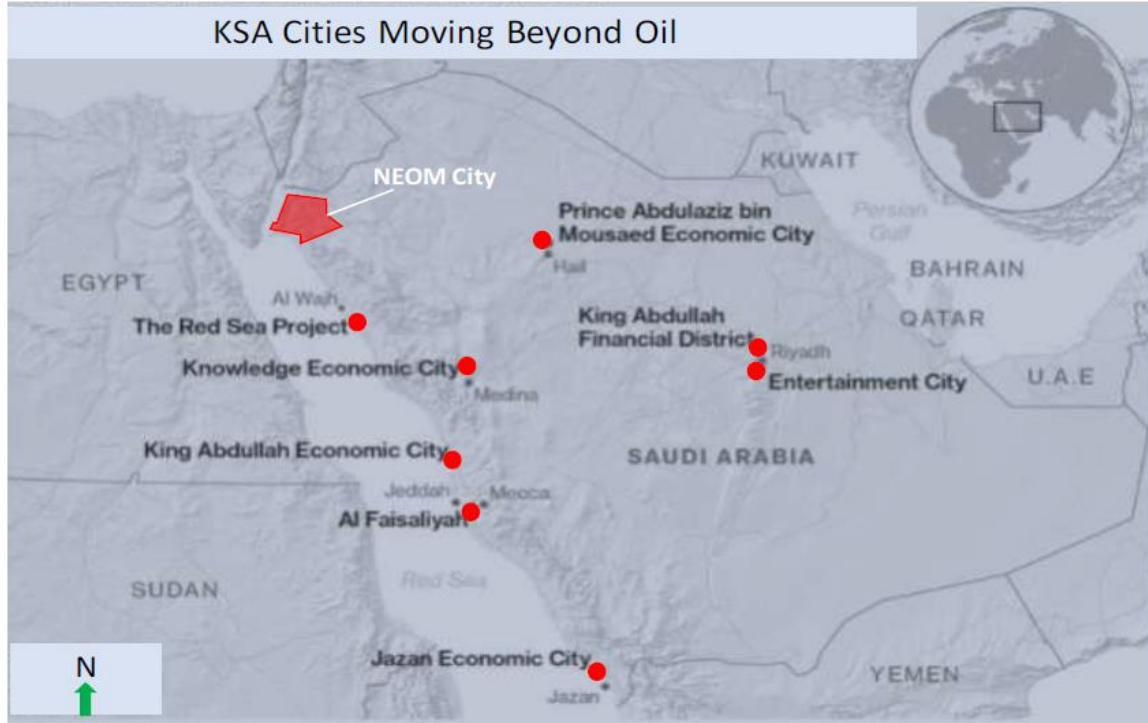 KSA Cities Moving Beyond Oil
KUWAIT
NEOM City
Prince Abdulaziz bin
Mousaed Economic City
Persian
Gulf
Hail
BAHRAIN
EGYPT
Al Wajh
The Red Sea Project
King Abdullah
Financial District
QATAR
Riyadh
Knowledge Economic City
Medina
Entertainment City
U.A.E
King Abdullah Economic City
SAUDI ARABIA
Jeddah
Mecca
Al Faisaliyah
Red Sea
SUDAN
N
Jazan Economic City
Jazan
YEMEN